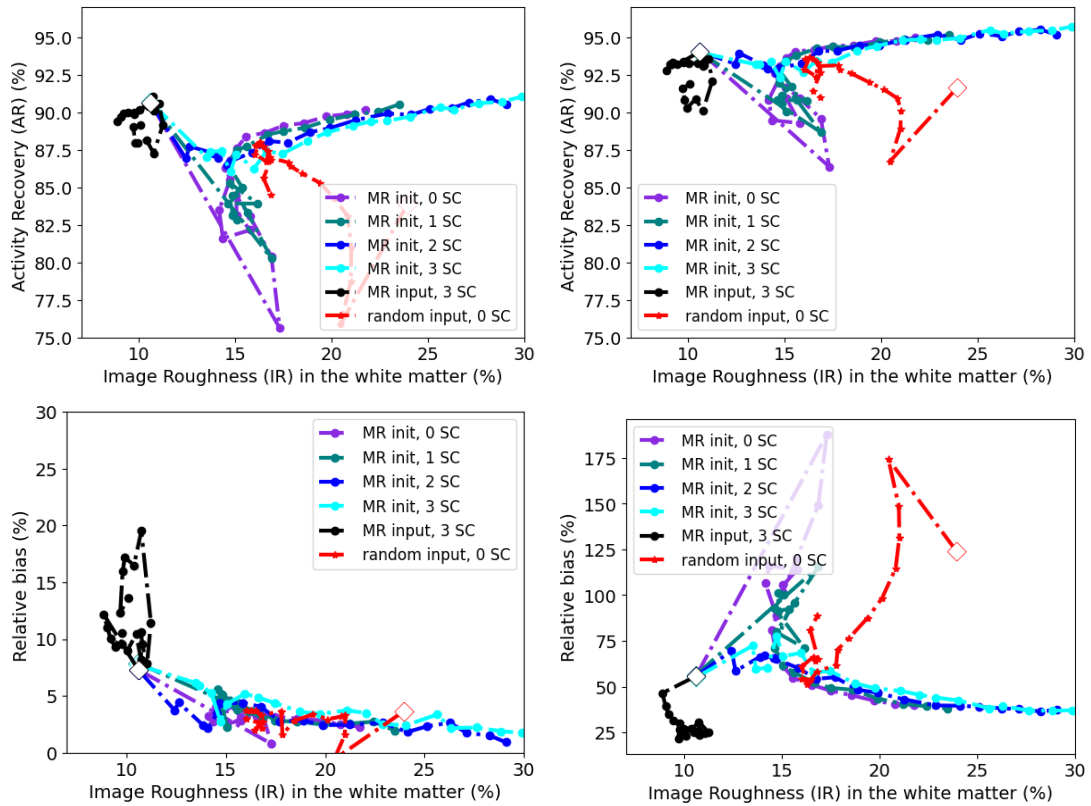 95.0
92.5
90.0
87.5
85.0
82.5
80.0
77.5
75.0
Activity Recovery (AR) (%)
MR init, 0 SC
MR init, 1 SC
MR init, 2 SC
MR init, 3 SC
MR input, 3 SC
random input, 0 SC
10 15 20 25 30
Image Roughness (IR) in the white matter (%)
95.0
92.5
90.0
87.5
85.0
82.5
80.0
77.5
75.0
Activity Recovery (AR) (%)
MR init, 0 SC
MR init, 1 SC
MR init, 2 SC
MR init, 3 SC
MR input, 3 SC
random input, 0 SC
10 15 20 25 30
Image Roughness (IR) in the white matter (%)
30
25
20
15
10
5
0
Relative bias (%)
MR init, 0 SC
MR init, 1 SC
MR init, 2 SC
MR init, 3 SC
MR input, 3 SC
random input, 0 SC
10 15 20 25 30
Image Roughness (IR) in the white matter (%)
175
150
125
100
75
50
25
Relative bias (%)
MR init, 0 SC
MR init, 1 SC
MR init, 2 SC
MR init, 3 SC
MR input, 3 SC
random input, 0 SC
10 15 20 25 30
Image Roughness (IR) in the white matter (%)